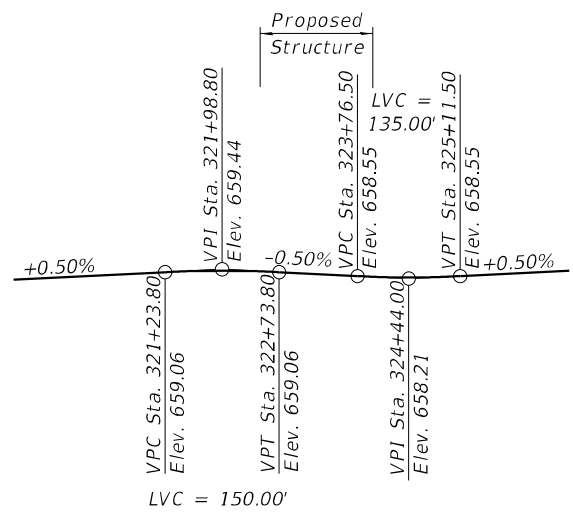 Proposed
Structure
VPI Sta. 321+98.80
Elev. 659.44
VPC Sta. 323+76.50
Elev. 658.55
LVC =
135.00'
VPT Sta. 325+11.50
Elev. 658.55
+0.50%
-0.50%
+0.50%
VPC Sta. 321+23.80
Elev. 659.06
VPT Sta. 322+73.80
Elev. 659.06
VPI Sta. 324+44.00
Elev. 658.21
LVC = 150.00'